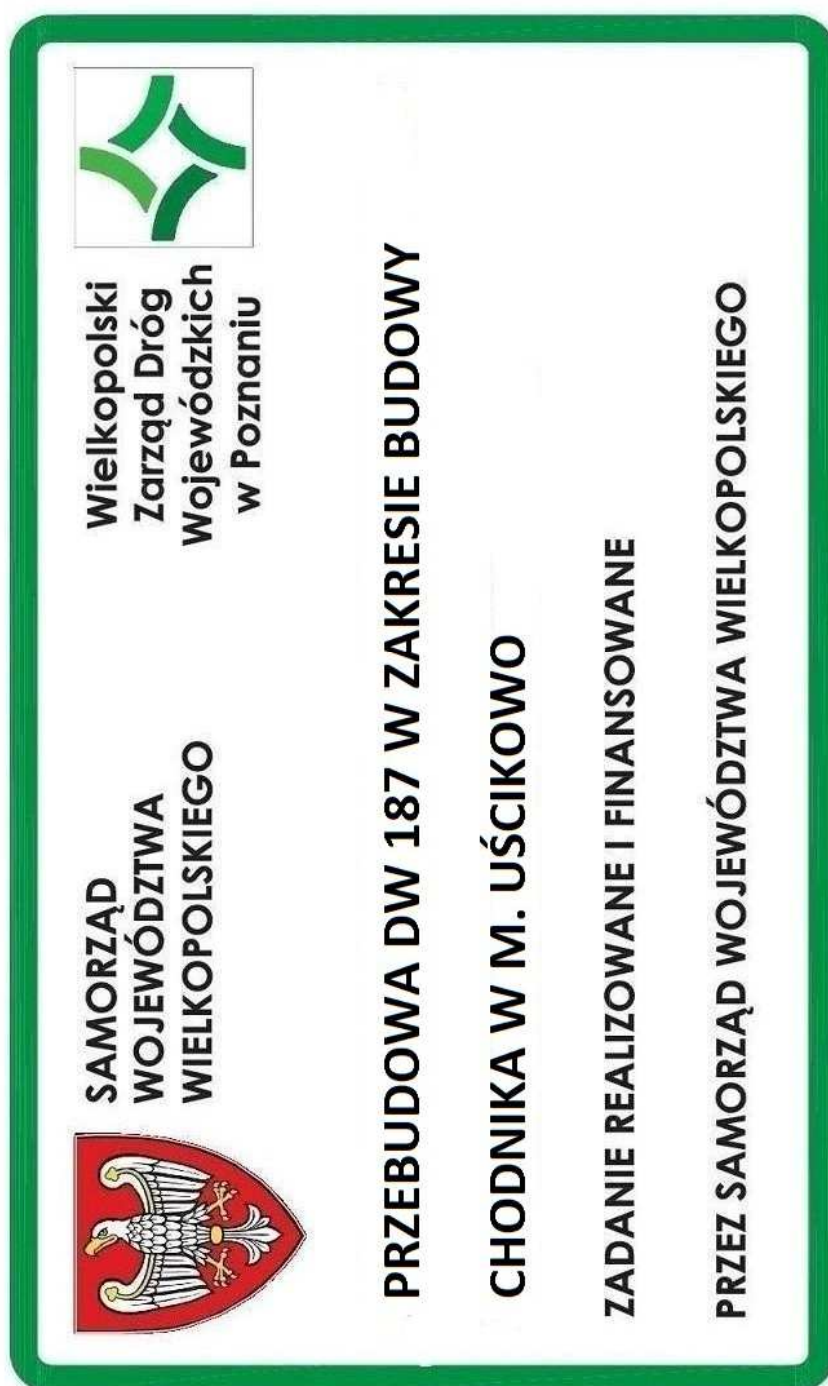 SAMORZĄD
WOJEWÓDZTWA
WIELKOPOLSKIEGO
Wielkopolski
Zarząd Dróg
Wojewódzkich
w Poznaniu
PRZEBUDOWA DW 187 W ZAKRESIE BUDOWY
CHODNIKA W M. UŚCIKOWO
ZADANIE REALIZOWANE I FINANSOWANE
PRZEZ SAMORZĄD WOJEWÓDZTWA WIELKOPOLSKIEGO